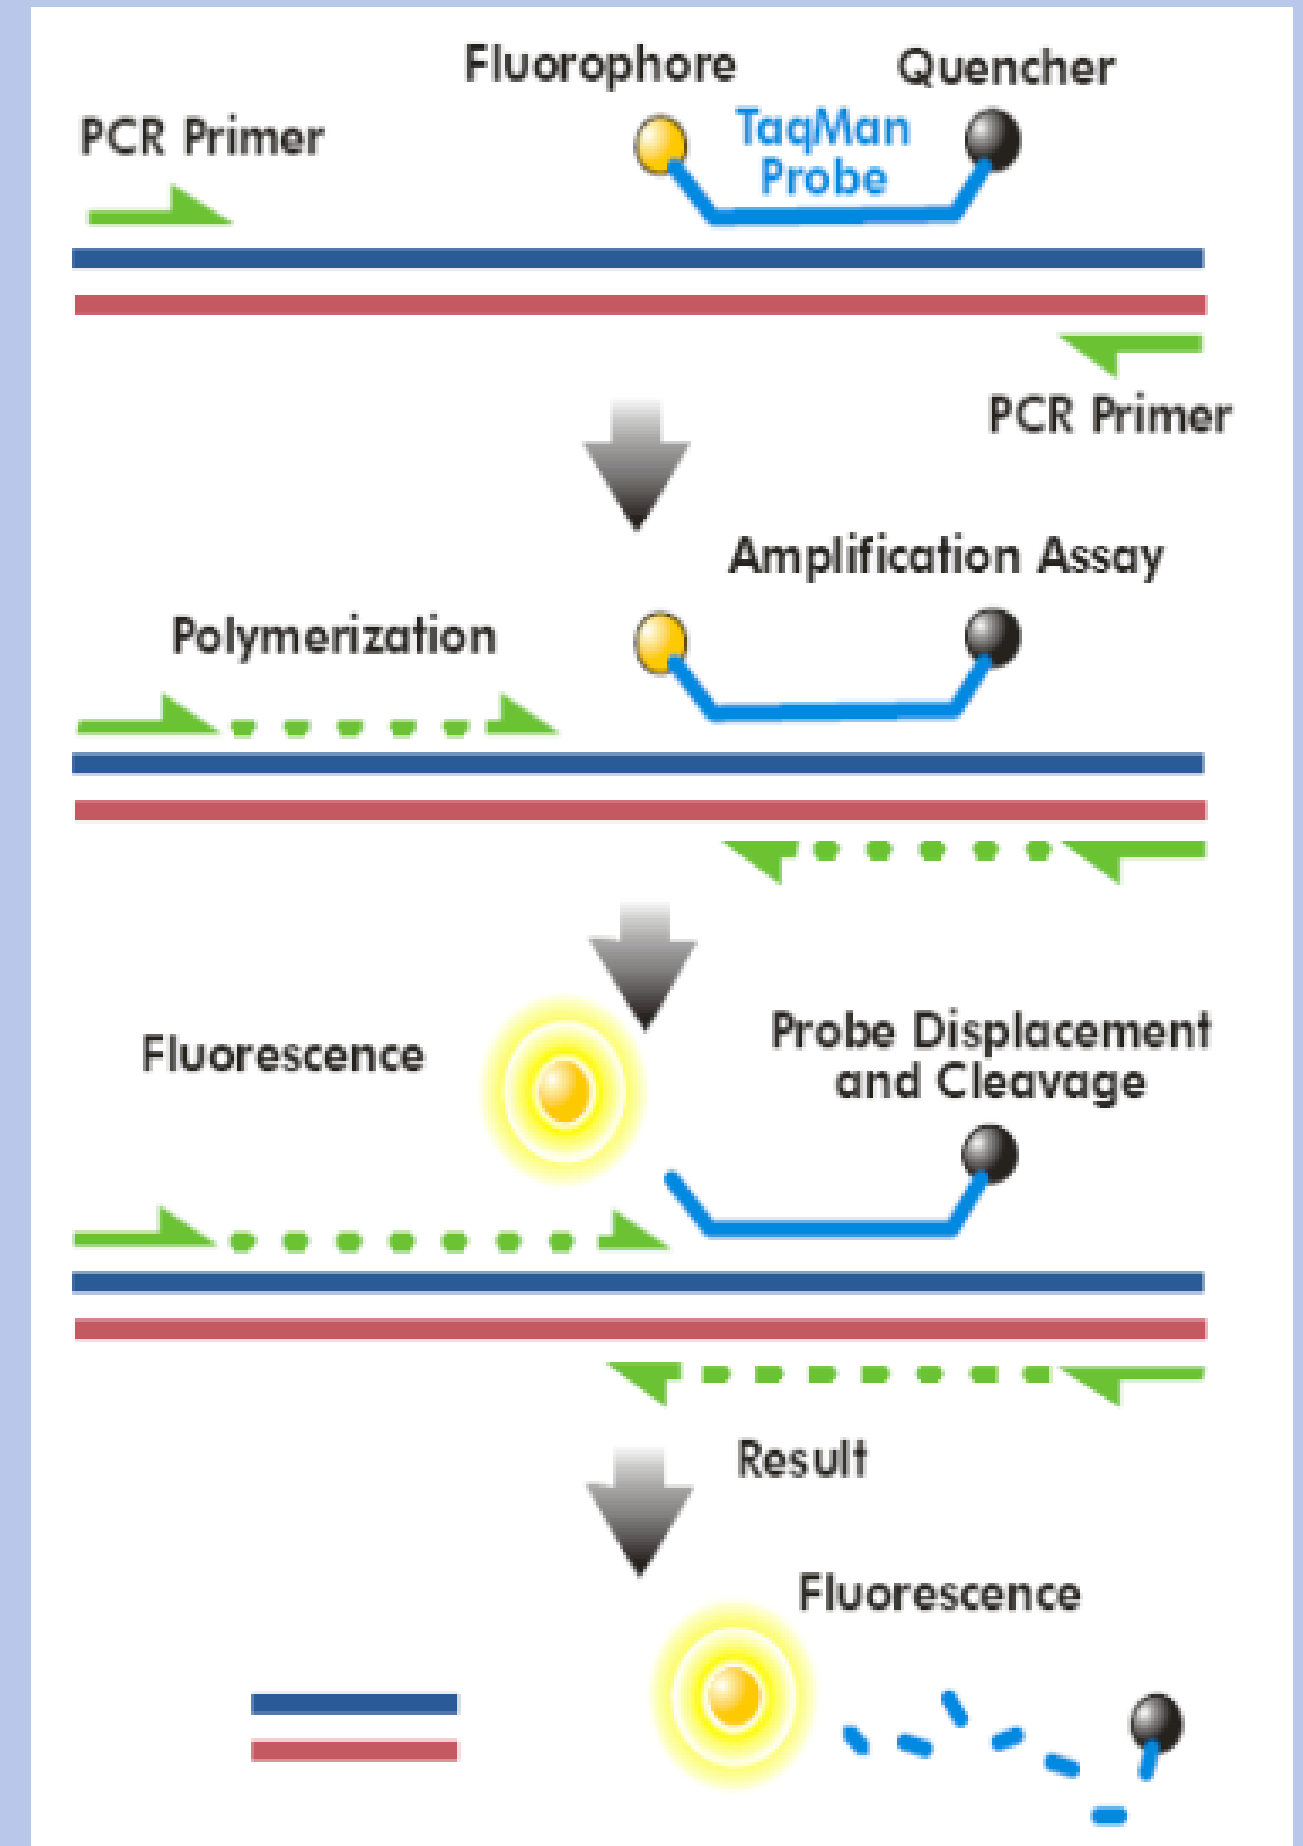 Fluorophore
Quencher
PCR Primer
TaqMan
Probe
PCR Primer
Amplification Assay
Polymerization
Fluorescence
Probe Displacement
and Cleavage
Result
Fluorescence